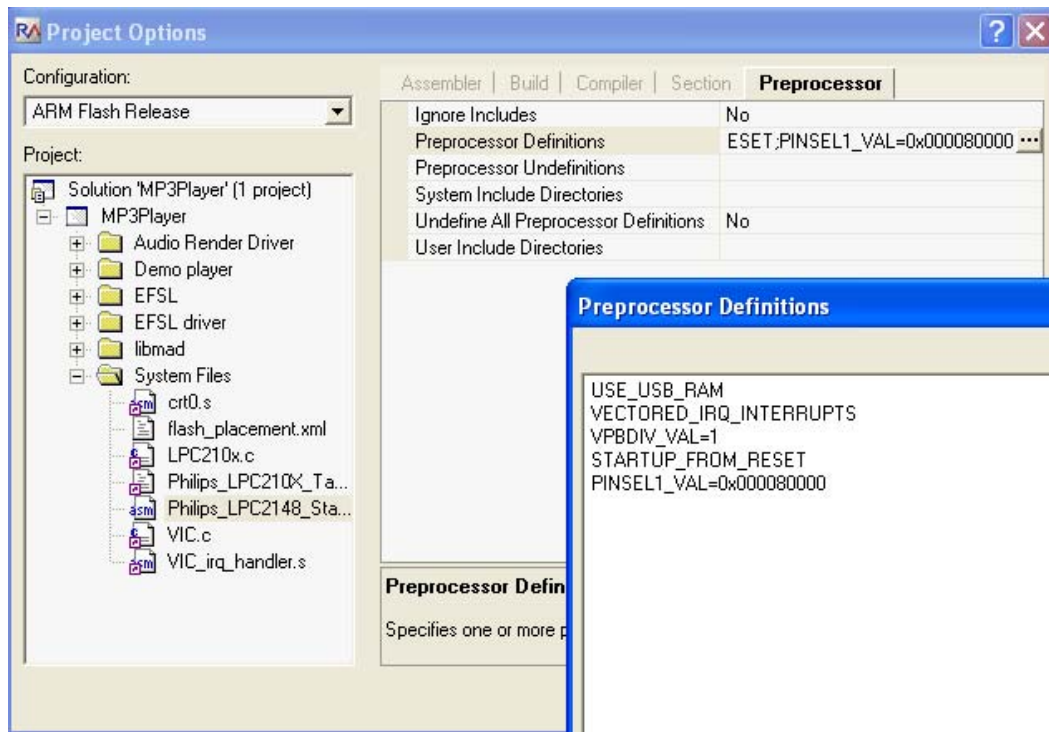 Project Options
Configuration:
ARM Flash Release
Project:
Solution 'MP3Player' (1 project)
MP3Player
Audio Render Driver
Demo player
EFSL
EFSL driver
libmad
System Files
crt0.s
flash_placement.xml
LPC210x.c
Philips_LPC210X_Ta...
Philips_LPC2148_Sta...
VIC.c
VIC_irq_handler.s
Assembler Build Compiler Section Preprocessor
Ignore Includes No
Preprocessor Definitions ESET;PINSEL1_VAL=0x000080000 ...
Preprocessor Undefinitions
System Include Directories
Undefine All Preprocessor Definitions No
User Include Directories
Preprocessor Defin
Specifies one or more p
Preprocessor Definitions
USE_USB_RAM
VECTORED_IRQ_INTERRUPTS
VPBDIV_VAL=1
STARTUP_FROM_RESET
PINSEL1_VAL=0x000080000